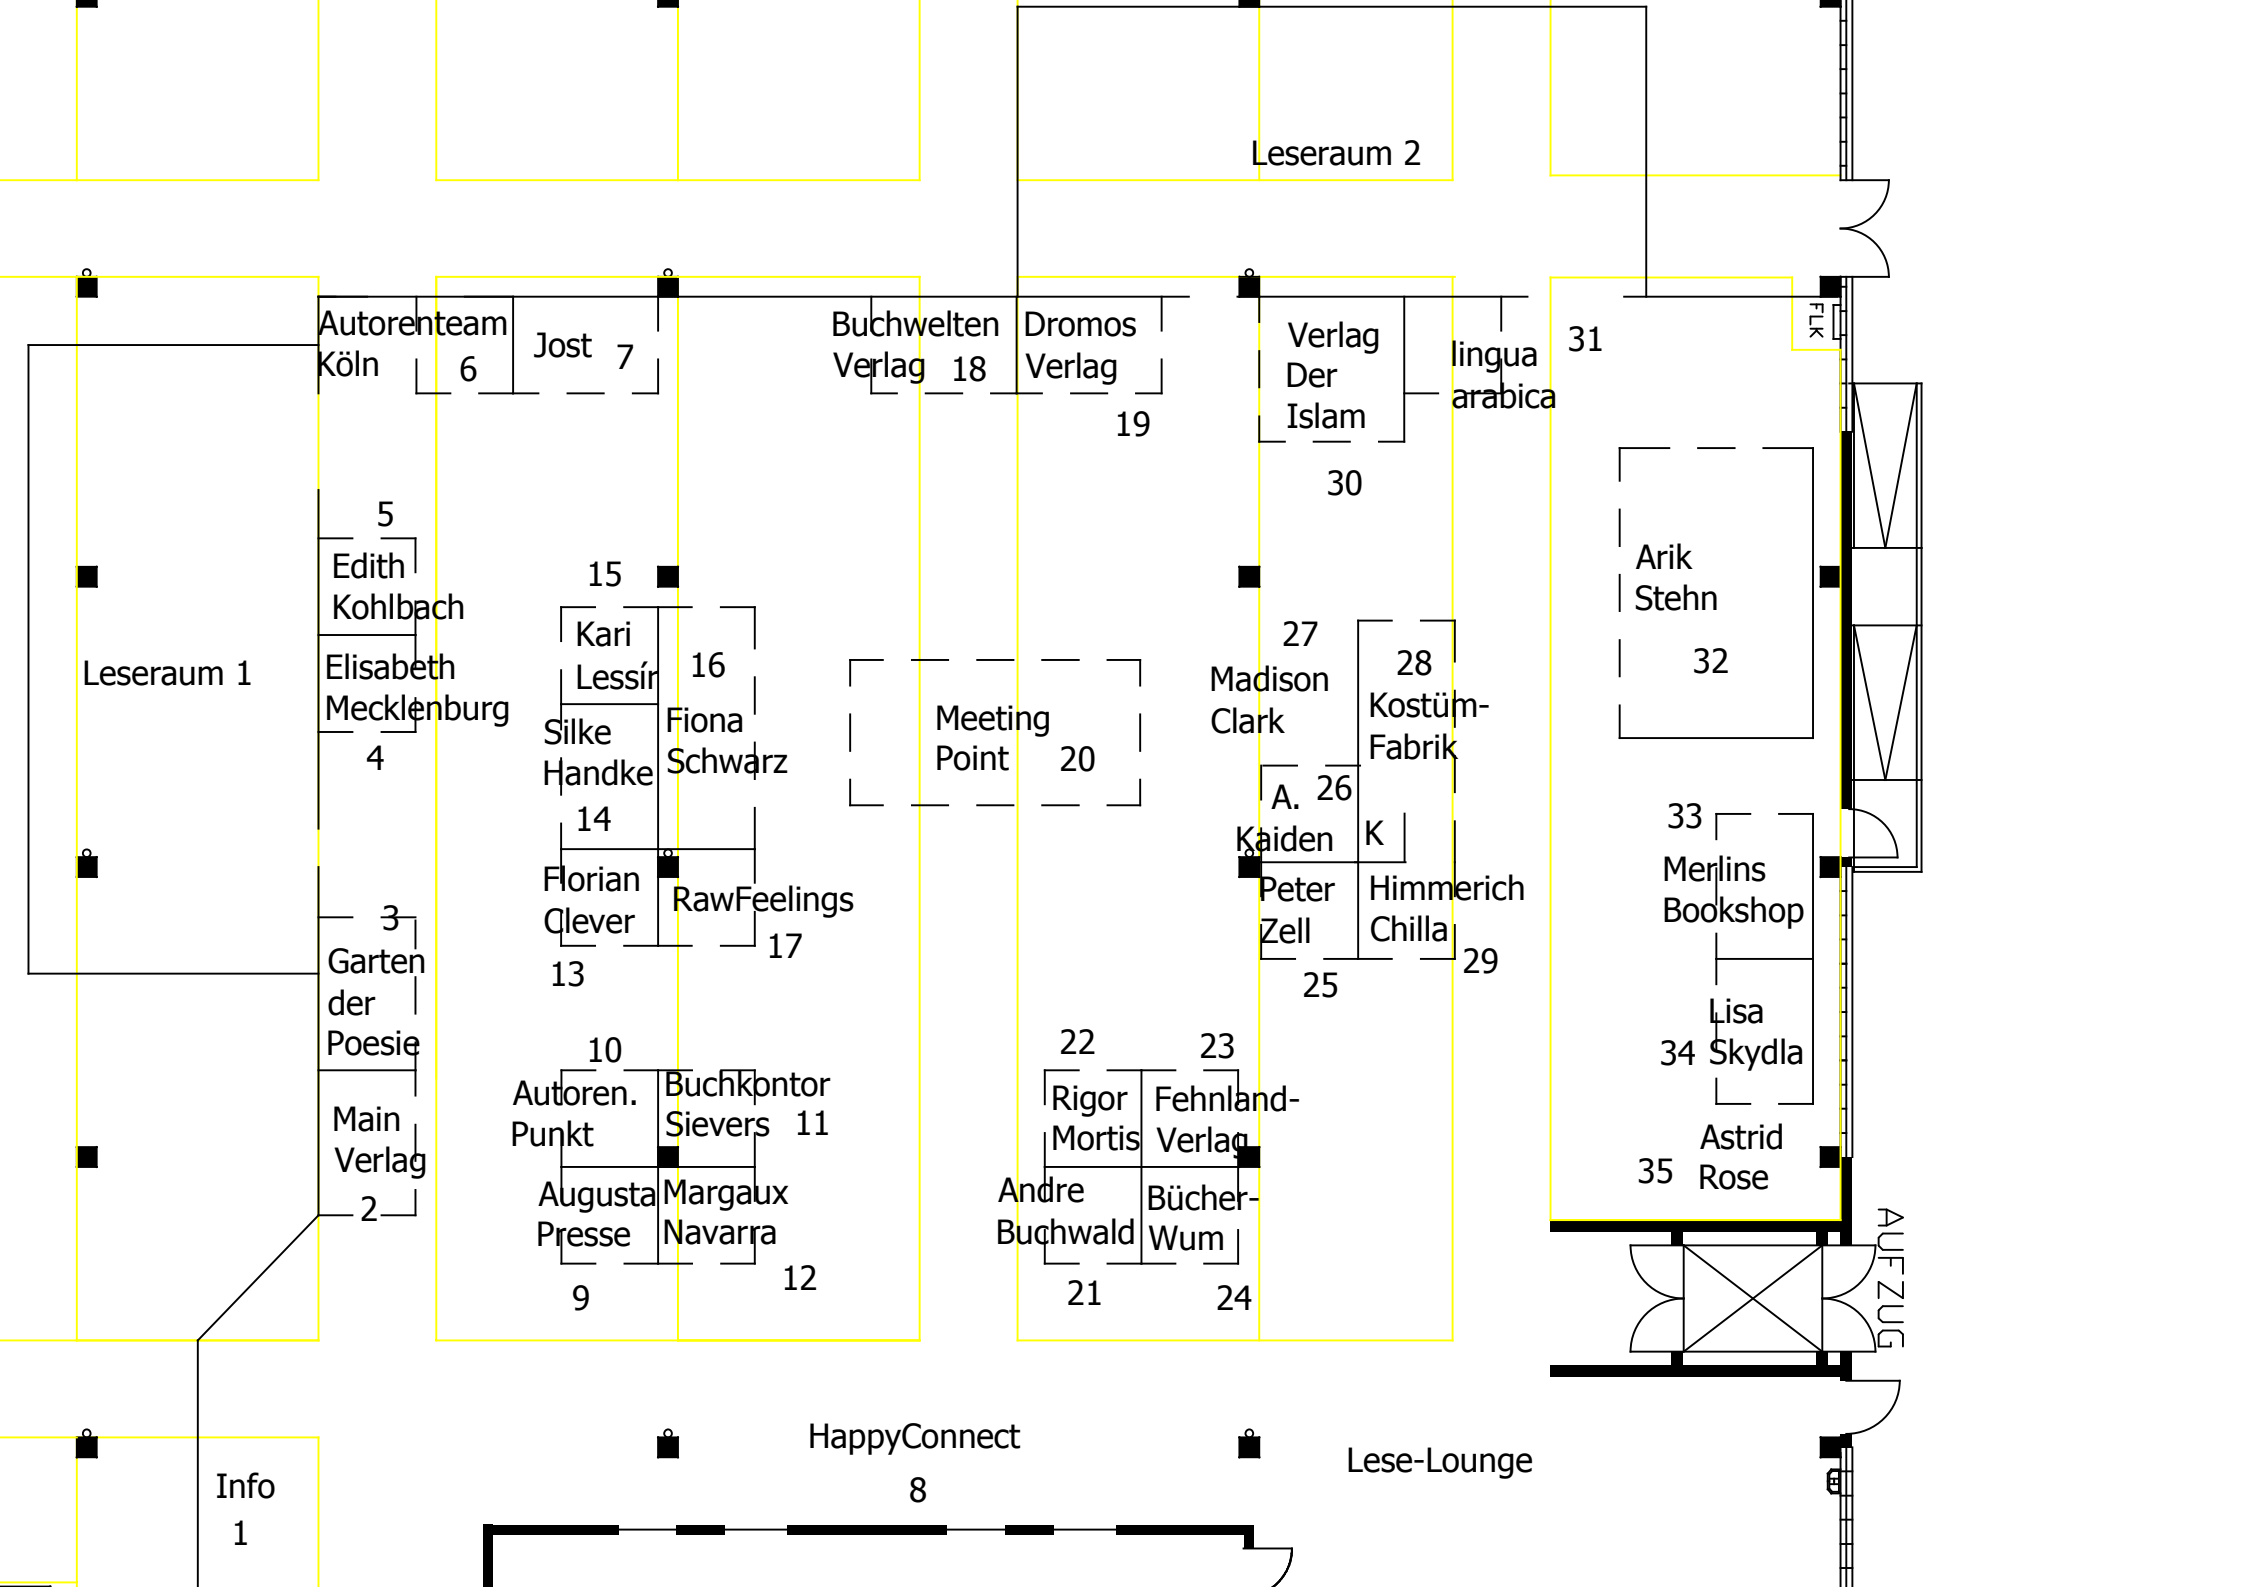 Leseraum 2
FLK
Autorenteam
Köln
6
Jost
7
Buchwelten
Verlag
18
Dromos
Verlag
19
Verlag
Der
Islam
30
lingua
arabica
31
5
Edith
Kohlbach
Elisabeth
Mecklenburg
4
Leseraum 1
15
Kari
Lessír
16
Fiona
Schwarz
Silke
Handke
14
Florian
Clever
13
RawFeelings
17
Meeting
Point
20
27
Madison
Clark
28
Kostüm-
Fabrik
26
A.
Kaiden
K
Peter
Zell
25
Himmerich
Chilla
29
Arik
Stehn
32
33
Merlins
Bookshop
Lisa
Skydla
34
Astrid
Rose
35
3
Garten
der
Poesie
Main
Verlag
2
10
Autoren.
Punkt
Buchkontor
Sievers
11
Augusta
Presse
9
Margaux
Navarra
12
22
Rigor
Mortis
23
Fehnland-
Verlag
Andre
Buchwald
21
Bücher-
Wum
24
AUFZUG
HappyConnect
8
Lese-Lounge
Info
1